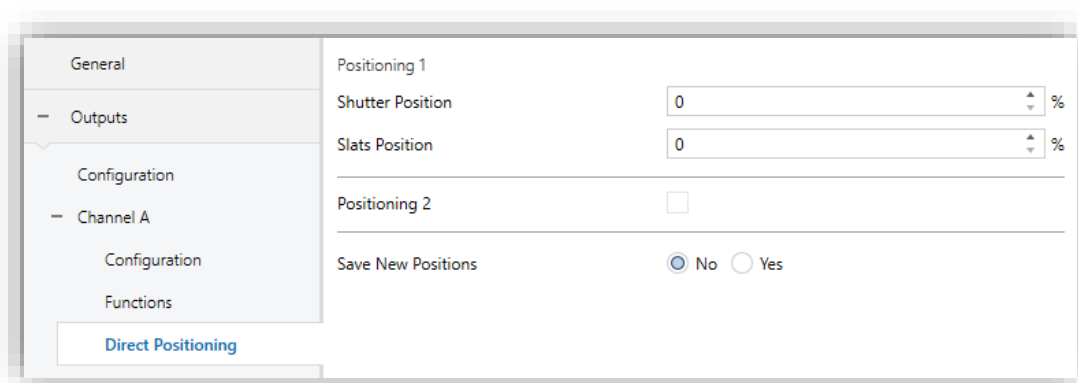 General
Outputs
Configuration
Channel A
Configuration
Functions
Direct Positioning
Positioning 1
Shutter Position 0 %
Slats Position 0 %
Positioning 2
Save New Positions No Yes